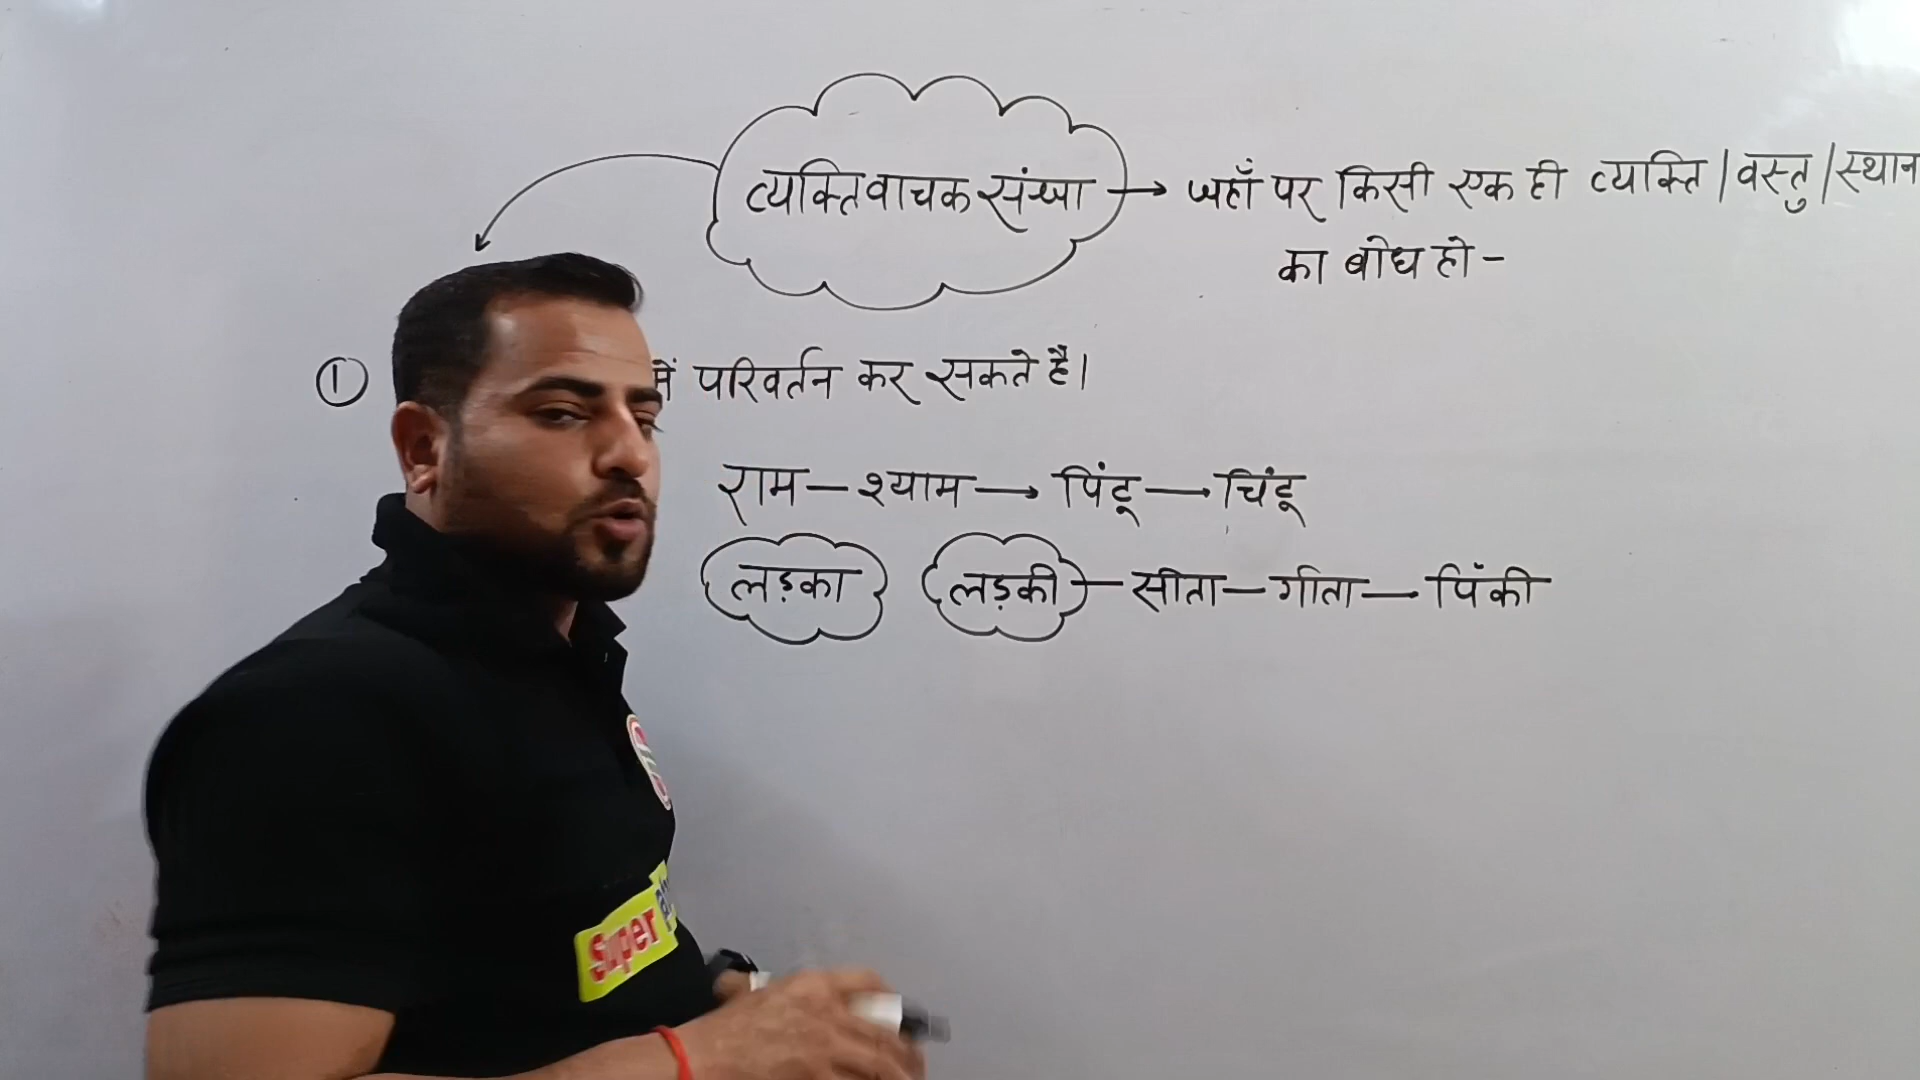 व्यक्तिवाचक संज्ञा → जहाँ पर किसी एक ही व्यक्ति / वस्तु / स्थान
का बोध हो -
① में परिवर्तन कर सकते है।
राम — श्याम → पिंटू → चिंटू
लड़का लड़की — सीता — गीता — पिंकी
Super